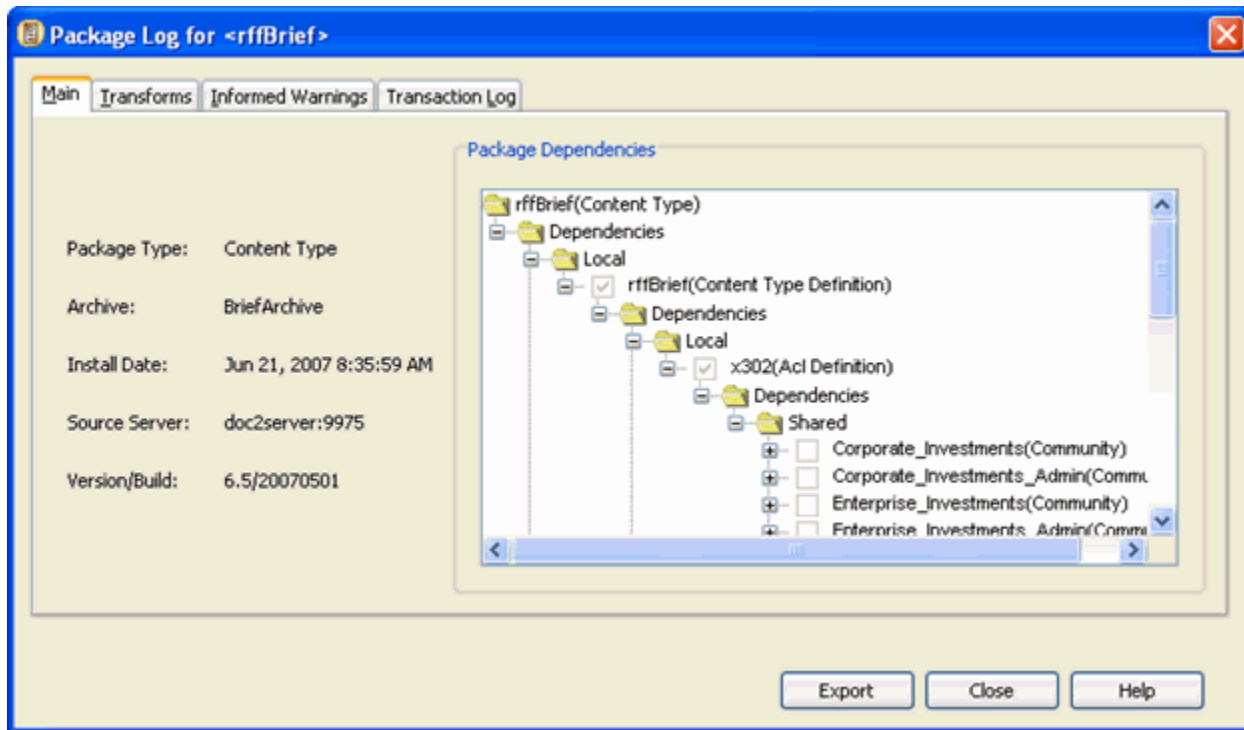 Package Log for <rffBrief>
Main Transforms Informed Warnings Transaction Log
Package Dependencies
rffBrief(Content Type)
Dependencies
Local
rffBrief(Content Type Definition)
Dependencies
Local
x302(Acl Definition)
Dependencies
Shared
Corporate_Investments(Community)
Corporate_Investments_Admin(Commu
Enterprise_Investments(Community)
Enterprise_Investments_Admin(Commu
Package Type: Content Type
Archive: BriefArchive
Install Date: Jun 21, 2007 8:35:59 AM
Source Server: doc2server:9975
Version/Build: 6.5/20070501
Export Close Help